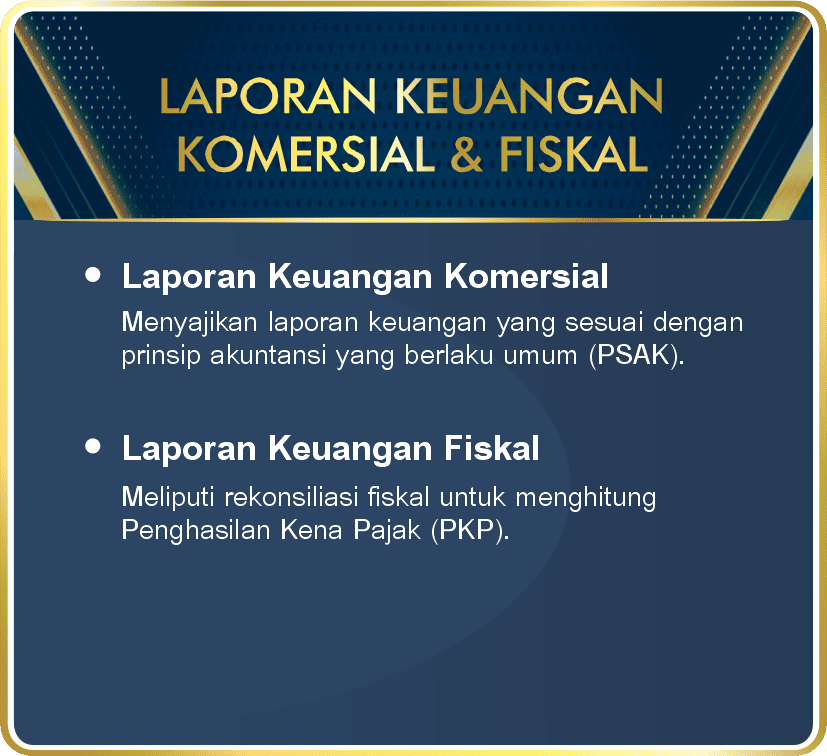 LAPORAN KEUANGAN
KOMERSIAL & FISKAL
• Laporan Keuangan Komersial
Menyajikan laporan keuangan yang sesuai dengan
prinsip akuntansi yang berlaku umum (PSAK).
• Laporan Keuangan Fiskal
Meliputi rekonsiliasi fiskal untuk menghitung
Penghasilan Kena Pajak (PKP).